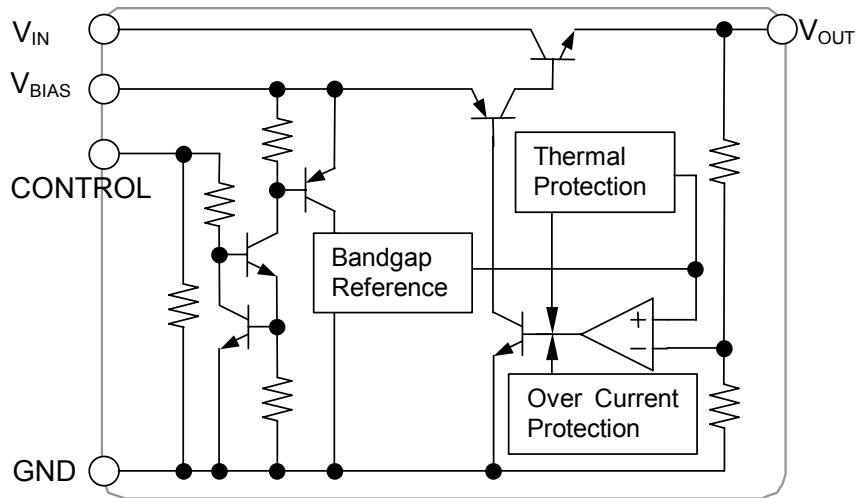 V_IN
V_OUT
V_BIAS
CONTROL
Thermal
Protection
Bandgap
Reference
+
−
Over Current
Protection
GND